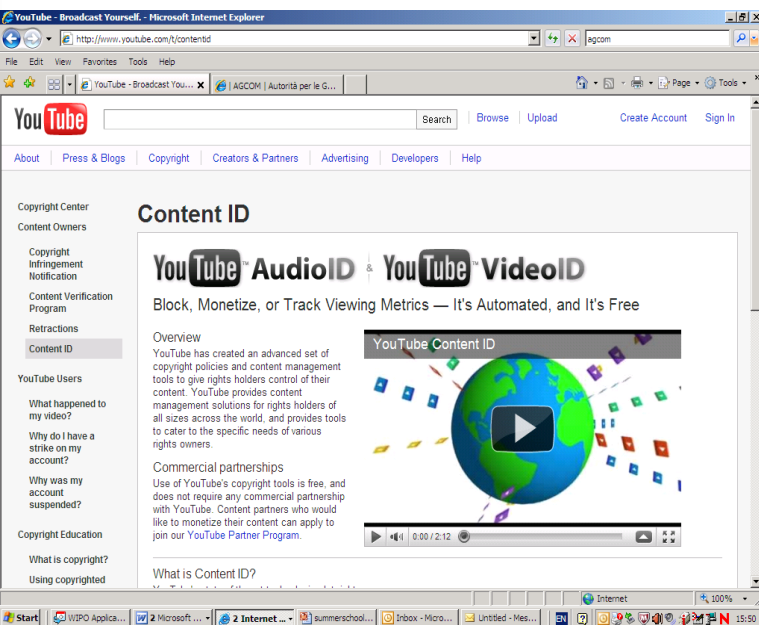 YouTube - Broadcast Yourself. - Microsoft Internet Explorer
http://www.youtube.com/t/contentid
agcom
File Edit View Favorites Tools Help
YouTube - Broadcast You... x
AGCOM | Autorità per le G...
Page
Tools
YouTube
Search
Browse
Upload
Create Account
Sign In
About
Press & Blogs
Copyright
Creators & Partners
Advertising
Developers
Help
Copyright Center
Content Owners
Copyright
Infringement
Notification
Content Verification
Program
Retractions
Content ID
YouTube Users
What happened to
my video?
Why do I have a
strike on my
account?
Why was my
account
suspended?
Copyright Education
What is copyright?
Using copyrighted
Content ID
YouTube™ AudioID & YouTube™ VideoID
Block, Monetize, or Track Viewing Metrics — It's Automated, and It's Free
Overview
YouTube has created an advanced set of
copyright policies and content management
tools to give rights holders control of their
content. YouTube provides content
management solutions for rights holders of
all sizes across the world, and provides tools
to cater to the specific needs of various
rights owners.
Commercial partnerships
Use of YouTube's copyright tools is free, and
does not require any commercial partnership
with YouTube. Content partners who would
like to monetize their content can apply to
join our YouTube Partner Program.
YouTube Content ID
0:00 / 2:12
What is Content ID?
Internet
100%
Start
WIPO Applica...
2 Microsoft ...
2 Internet ...
summerschool...
Inbox - Micro...
Untitled - Mes...
EN
15:50